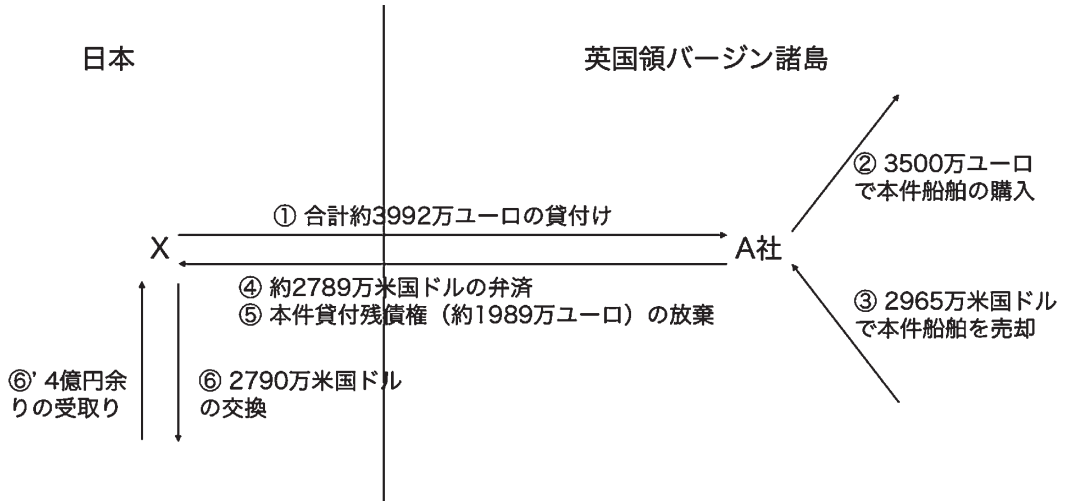 日本
英国領バージン諸島
② 3500万ユーロ
で本件船舶の購入
① 合計約3992万ユーロの貸付け
X
A社
④ 約2789万米国ドルの弁済
⑤ 本件貸付残債権（約1989万ユーロ）の放棄
③ 2965万米国ドル
で本件船舶を売却
⑥' 4億円余
りの受取り
⑥ 2790万米国ドル
の交換